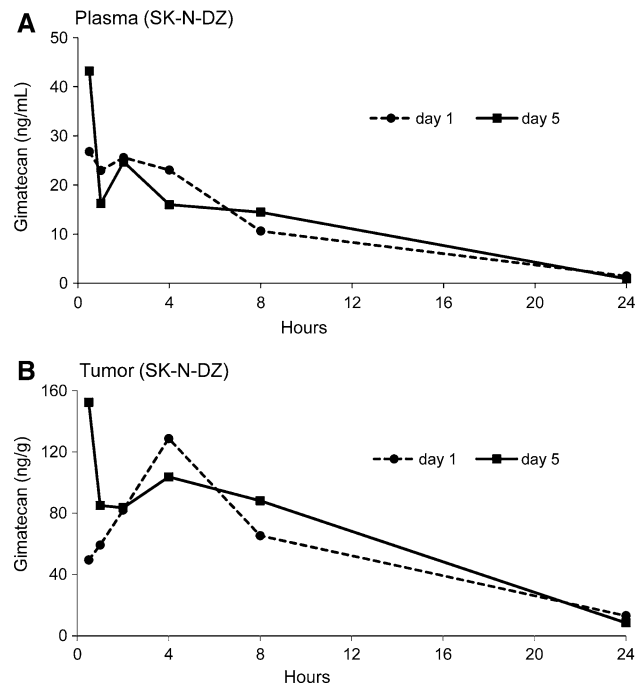 A Plasma (SK-N-DZ)
50
40
30
20
10
0
Gimatecan (ng/mL)
day 1 day 5
0 4 8 12 16 20 24
Hours
B Tumor (SK-N-DZ)
160
120
80
40
0
Gimatecan (ng/g)
day 1 day 5
0 4 8 12 16 20 24
Hours